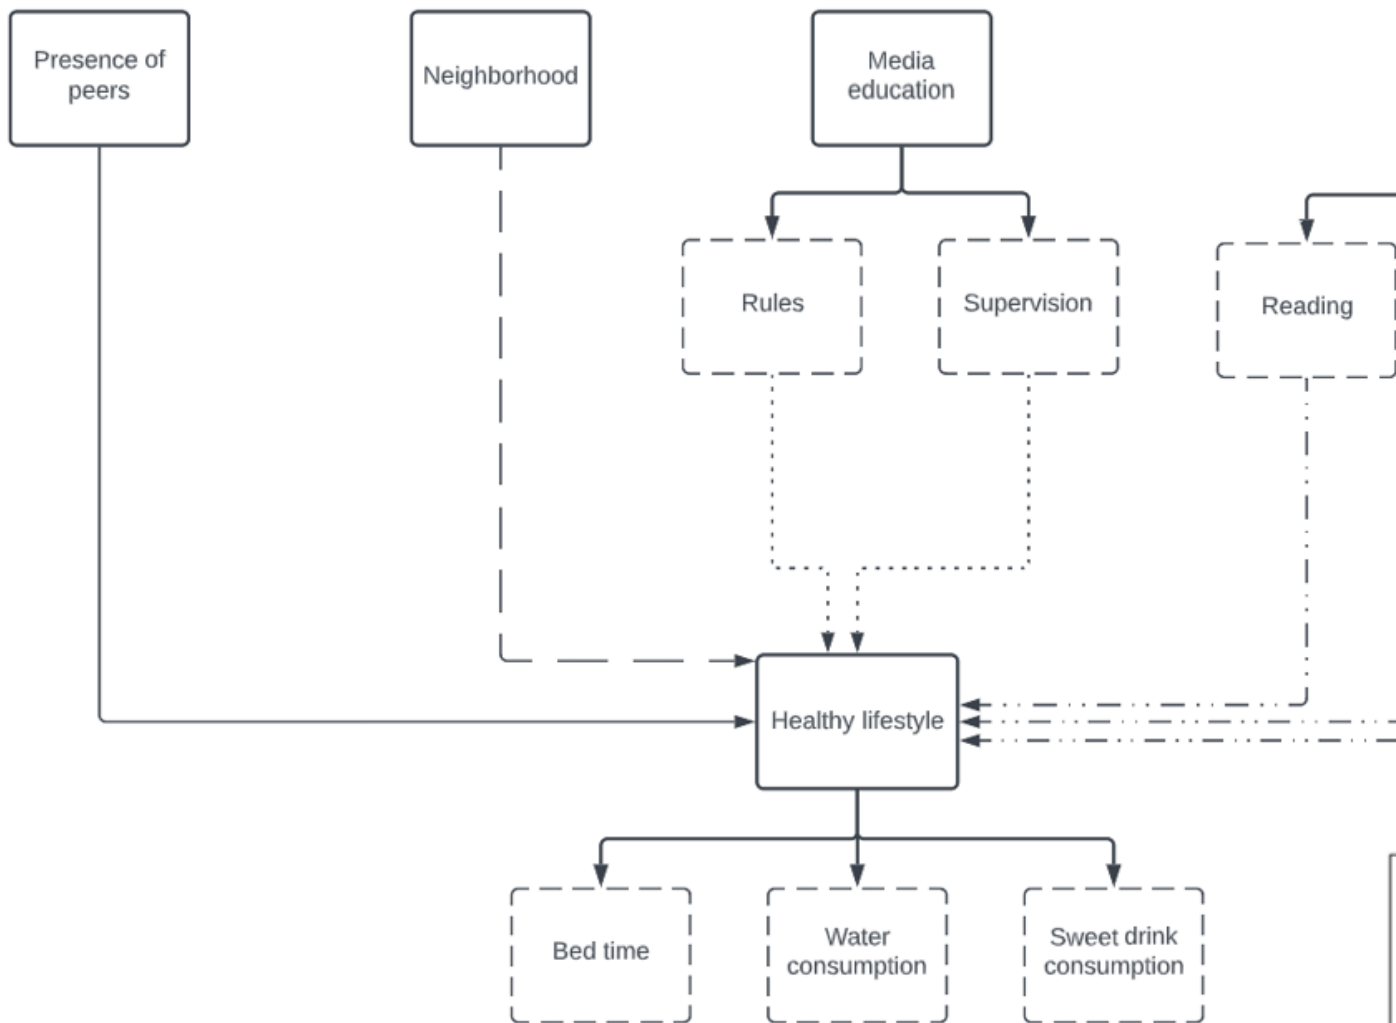 Presence of
peers
Neighborhood
Media
education
Rules
Supervision
Reading
Healthy lifestyle
Bed time
Water
consumption
Sweet drink
consumption